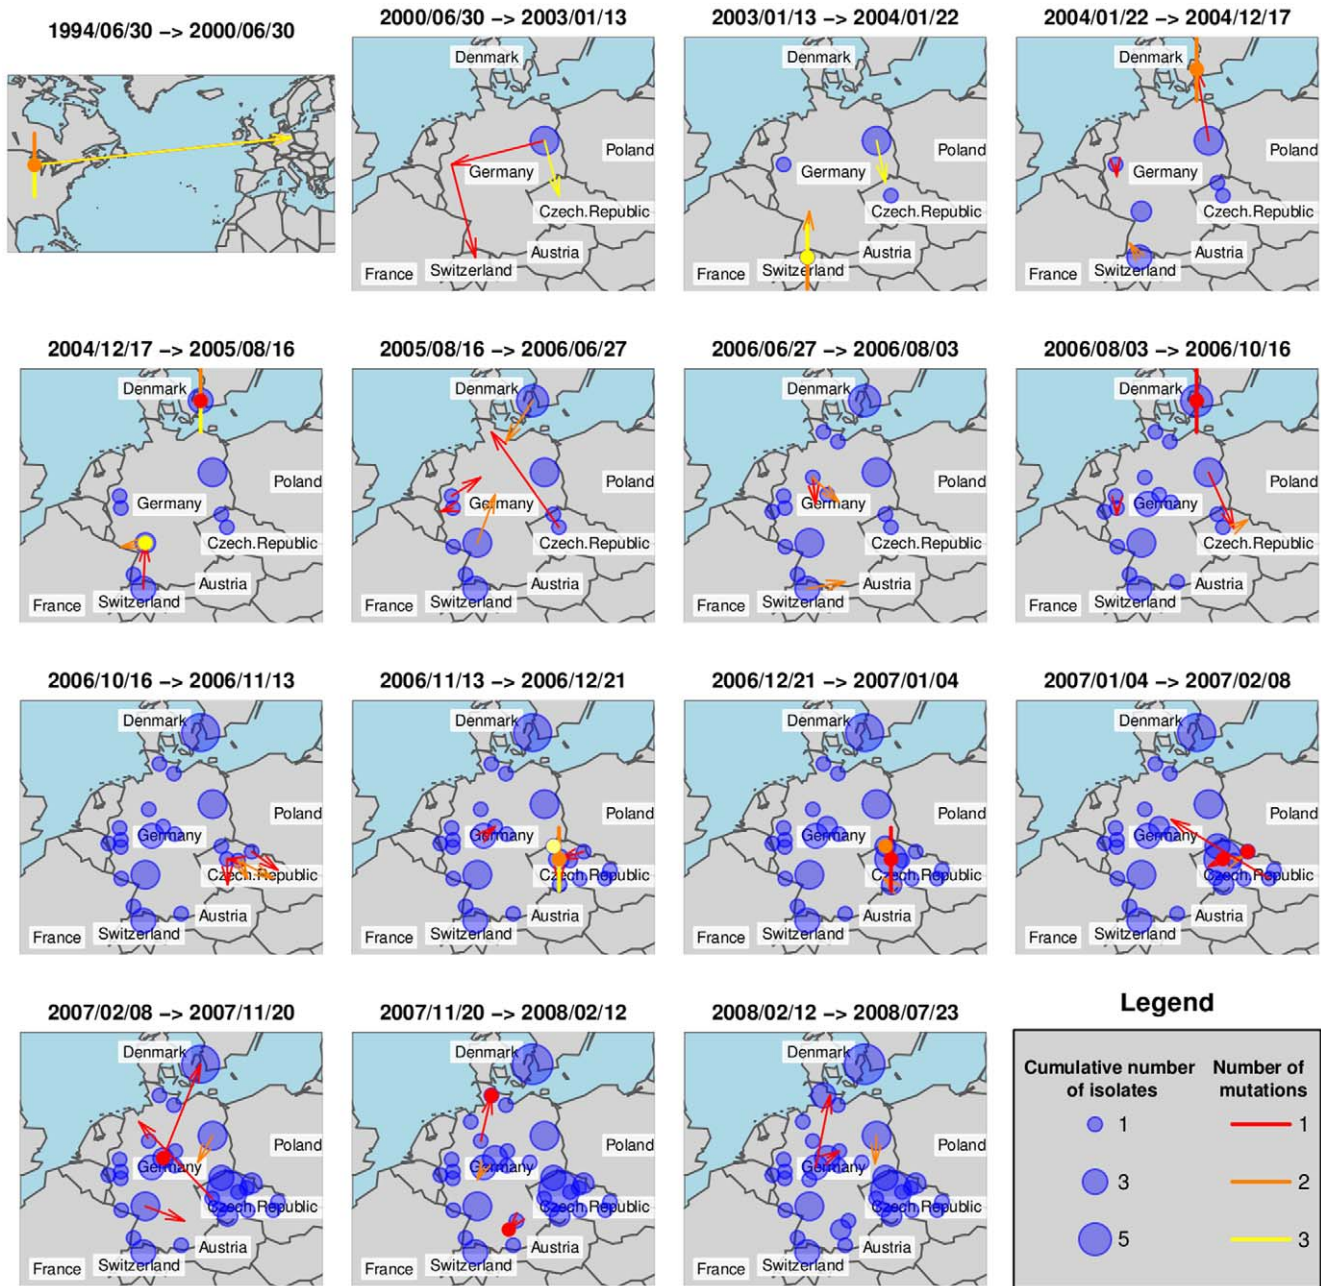 1994/06/30 −> 2000/06/30
2000/06/30 −> 2003/01/13
Denmark
Poland
Germany
Czech.Republic
Austria
France
Switzerland
2003/01/13 −> 2004/01/22
Denmark
Poland
Germany
Czech.Republic
Austria
France
Switzerland
2004/01/22 −> 2004/12/17
Denmark
Poland
Germany
Czech.Republic
Austria
France
Switzerland
2004/12/17 −> 2005/08/16
Denmark
Poland
Germany
Czech.Republic
Austria
France
Switzerland
2005/08/16 −> 2006/06/27
Denmark
Poland
Germany
Czech.Republic
Austria
France
Switzerland
2006/06/27 −> 2006/08/03
Denmark
Poland
Germany
Czech.Republic
Austria
France
Switzerland
2006/08/03 −> 2006/10/16
Denmark
Poland
Germany
Czech.Republic
Austria
France
Switzerland
2006/10/16 −> 2006/11/13
Denmark
Poland
Germany
Czech.Republic
Austria
France
Switzerland
2006/11/13 −> 2006/12/21
Denmark
Poland
Germany
Czech.Republic
Austria
France
Switzerland
2006/12/21 −> 2007/01/04
Denmark
Poland
Germany
Czech.Republic
Austria
France
Switzerland
2007/01/04 −> 2007/02/08
Denmark
Poland
Germany
Czech.Republic
Austria
France
Switzerland
2007/02/08 −> 2007/11/20
Denmark
Poland
Germany
Czech.Republic
Austria
France
Switzerland
2007/11/20 −> 2008/02/12
Denmark
Poland
Germany
Czech.Republic
Austria
France
Switzerland
2008/02/12 −> 2008/07/23
Denmark
Poland
Germany
Czech.Republic
Austria
France
Switzerland
Legend
Cumulative number
of isolates
1
3
5
Number of
mutations
1
2
3